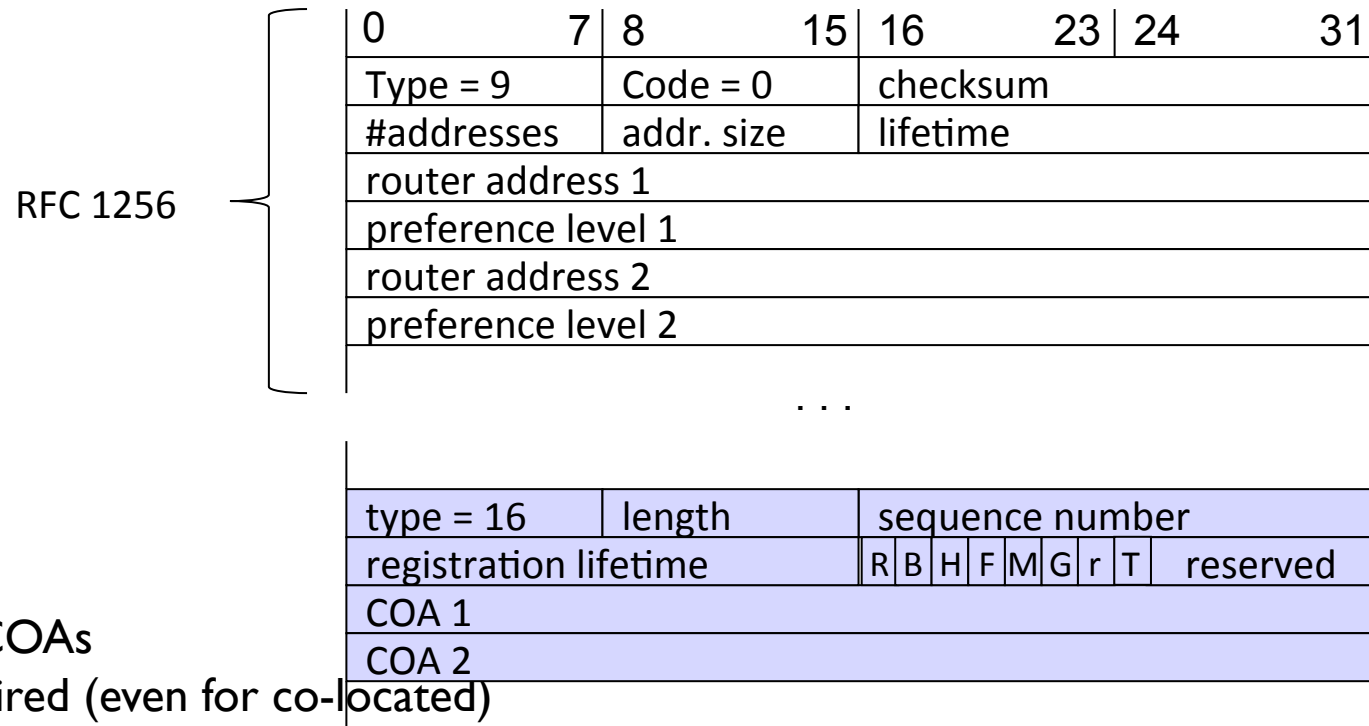 0 7 8 15 16 23 24 31
Type = 9 Code = 0 checksum
#addresses addr. size lifetime
router address 1
RFC 1256
preference level 1
router address 2
preference level 2
. . .
type = 16 length sequence number
registration lifetime R B H F M G r T reserved
COA 1
COAs
COA 2
ired (even for co-located)